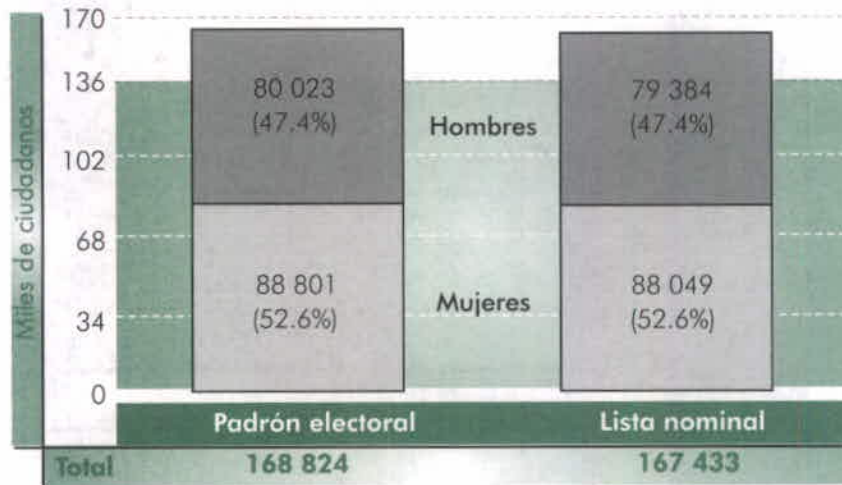 Miles de ciudadanos
170
136
102
68
34
0
80 023
(47.4%)
88 801
(52.6%)
Hombres
Mujeres
79 384
(47.4%)
88 049
(52.6%)
Padrón electoral Lista nominal
Total 168 824 167 433